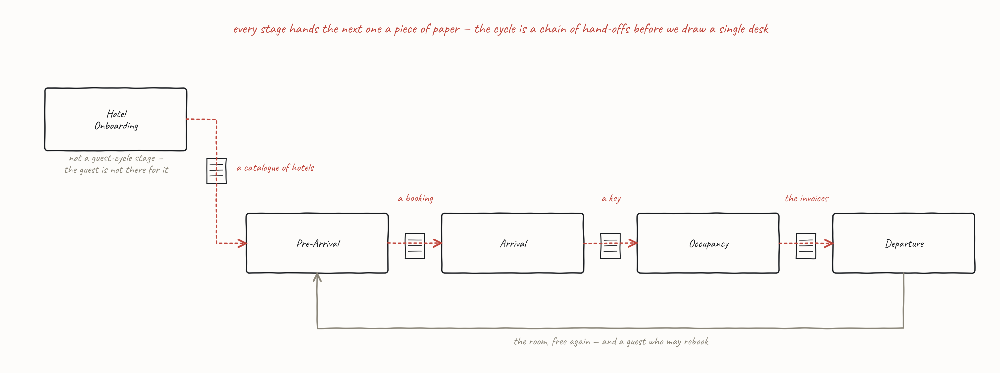 every stage hands the next one a piece of paper — the cycle is a chain of hand-offs before we draw a single desk
Hotel
Onboarding
not a guest-cycle stage —
the guest is not there for it
a catalogue of hotels
a booking
a key
the invoices
Pre-Arrival
Arrival
Occupancy
Departure
the room, free again — and a guest who may rebook